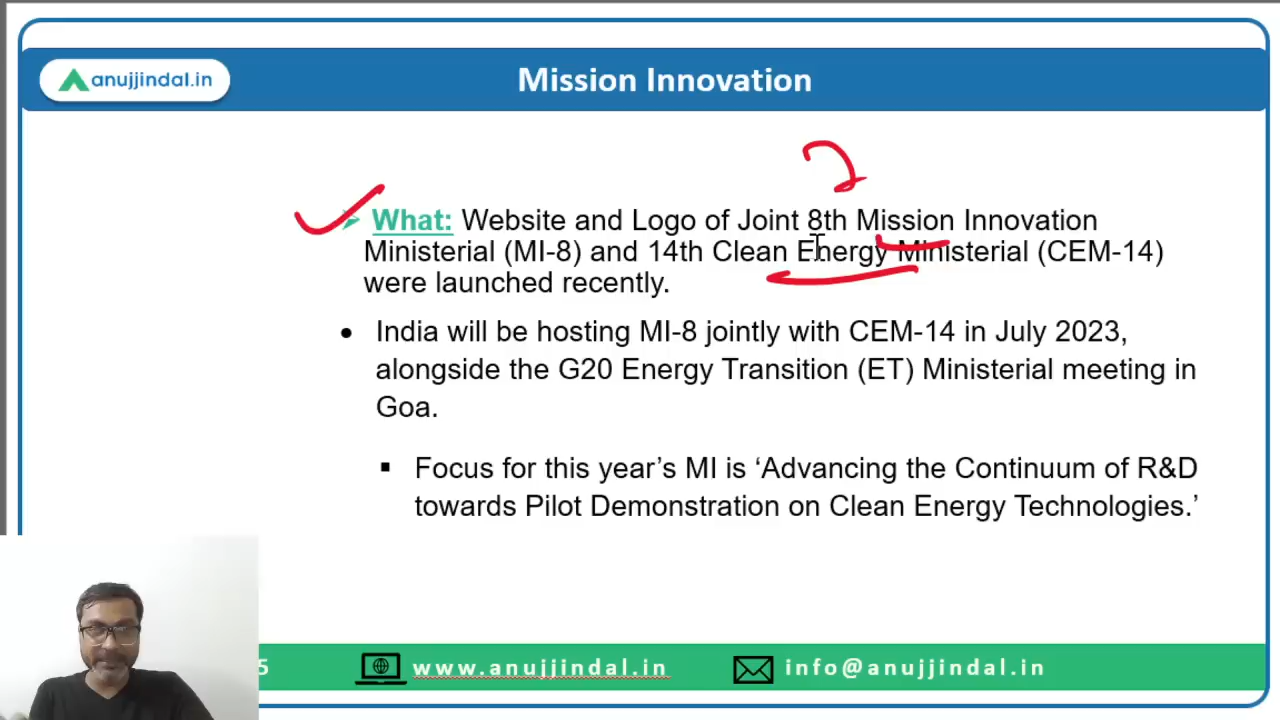 anujjindal.in
Mission Innovation
2
➤ What: Website and Logo of Joint 8th Mission Innovation
Ministerial (MI-8) and 14th Clean Energy Ministerial (CEM-14)
were launched recently.
• India will be hosting MI-8 jointly with CEM-14 in July 2023,
alongside the G20 Energy Transition (ET) Ministerial meeting in
Goa.
▪ Focus for this year’s MI is ‘Advancing the Continuum of R&D
towards Pilot Demonstration on Clean Energy Technologies.’
5
www.anujjindal.in
info@anujjindal.in